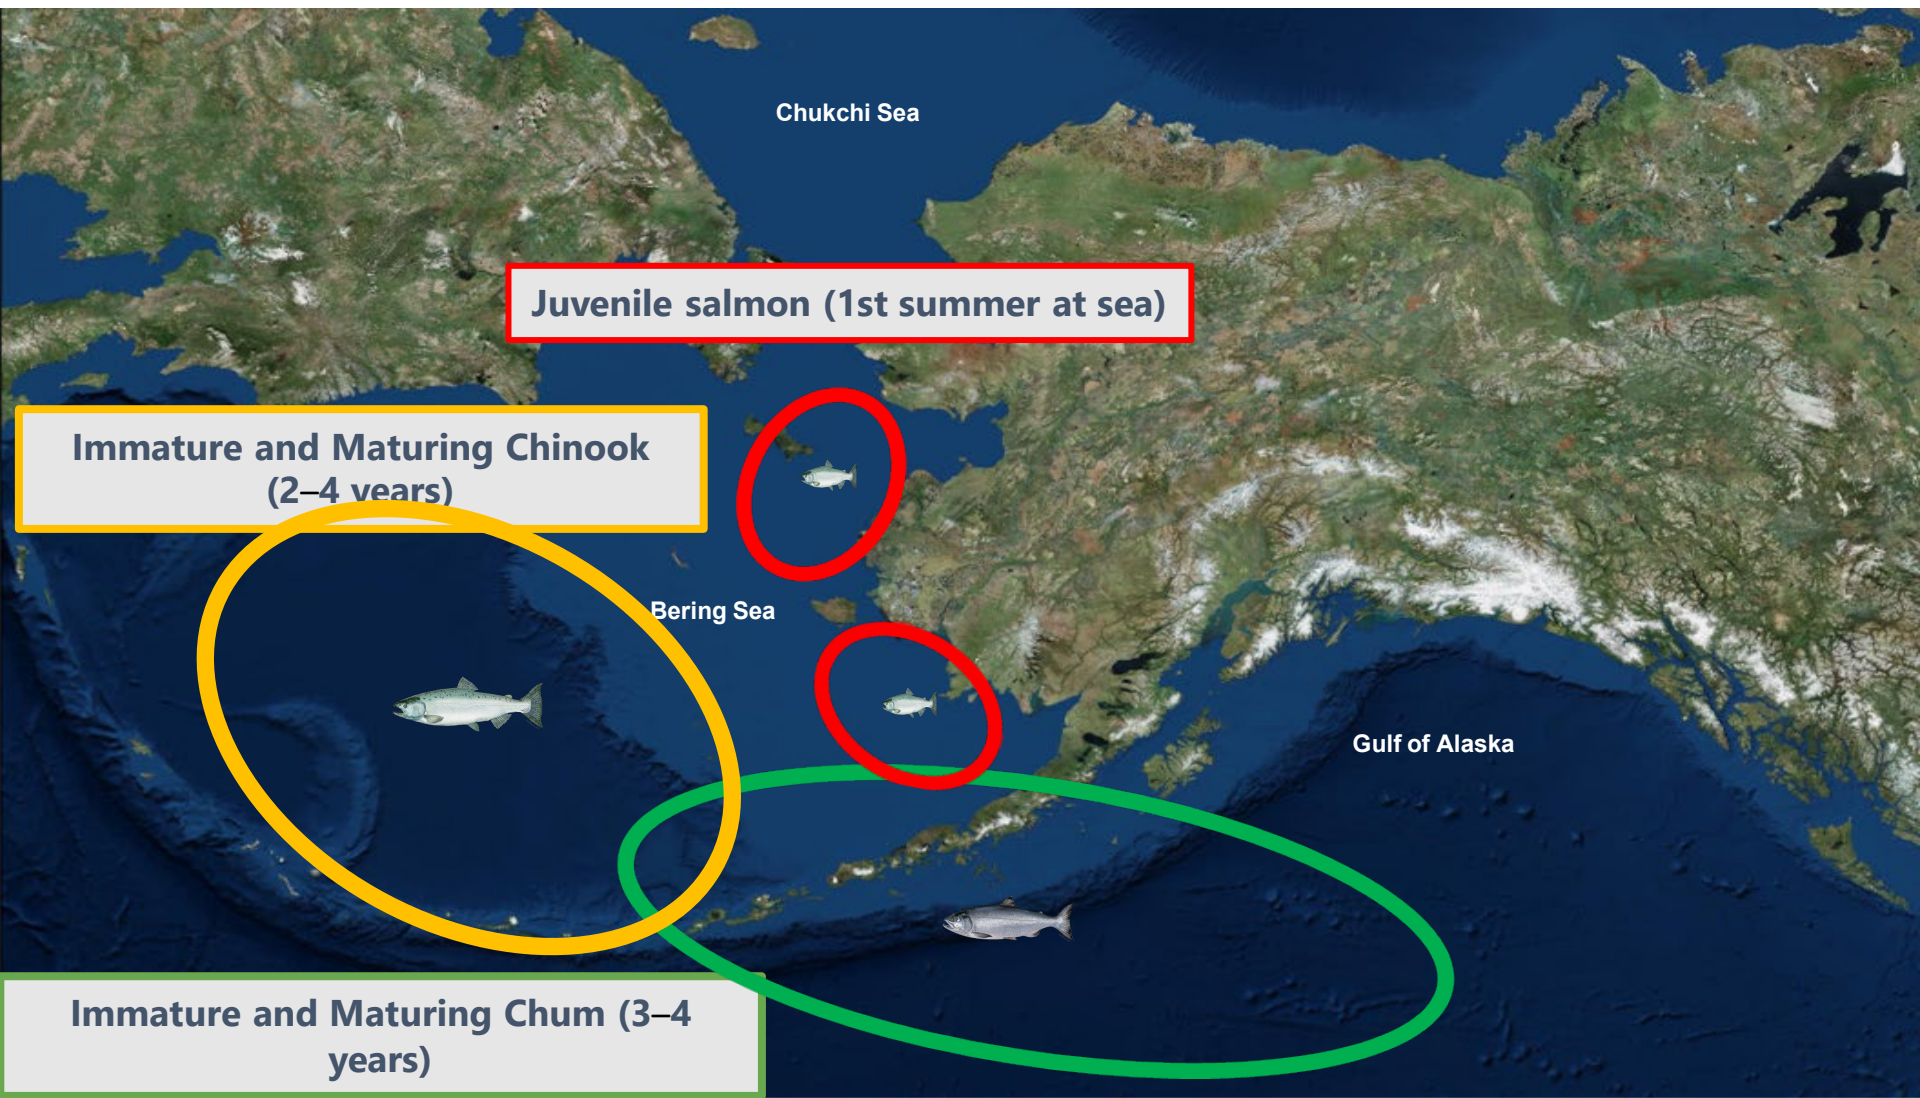 Chukchi Sea
Juvenile salmon (1st summer at sea)
Immature and Maturing Chinook
(2–4 years)
Bering Sea
Gulf of Alaska
Immature and Maturing Chum (3–4
years)